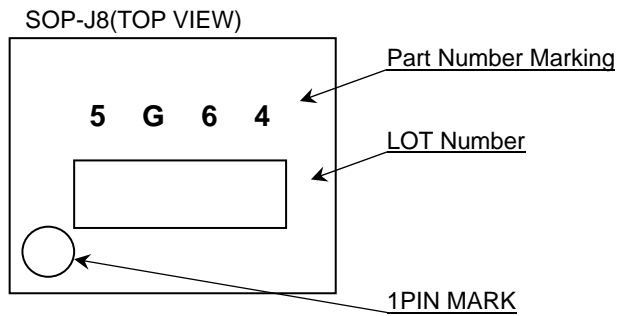 SOP-J8(TOP VIEW)
Part Number Marking
5 G 6 4
LOT Number
1PIN MARK